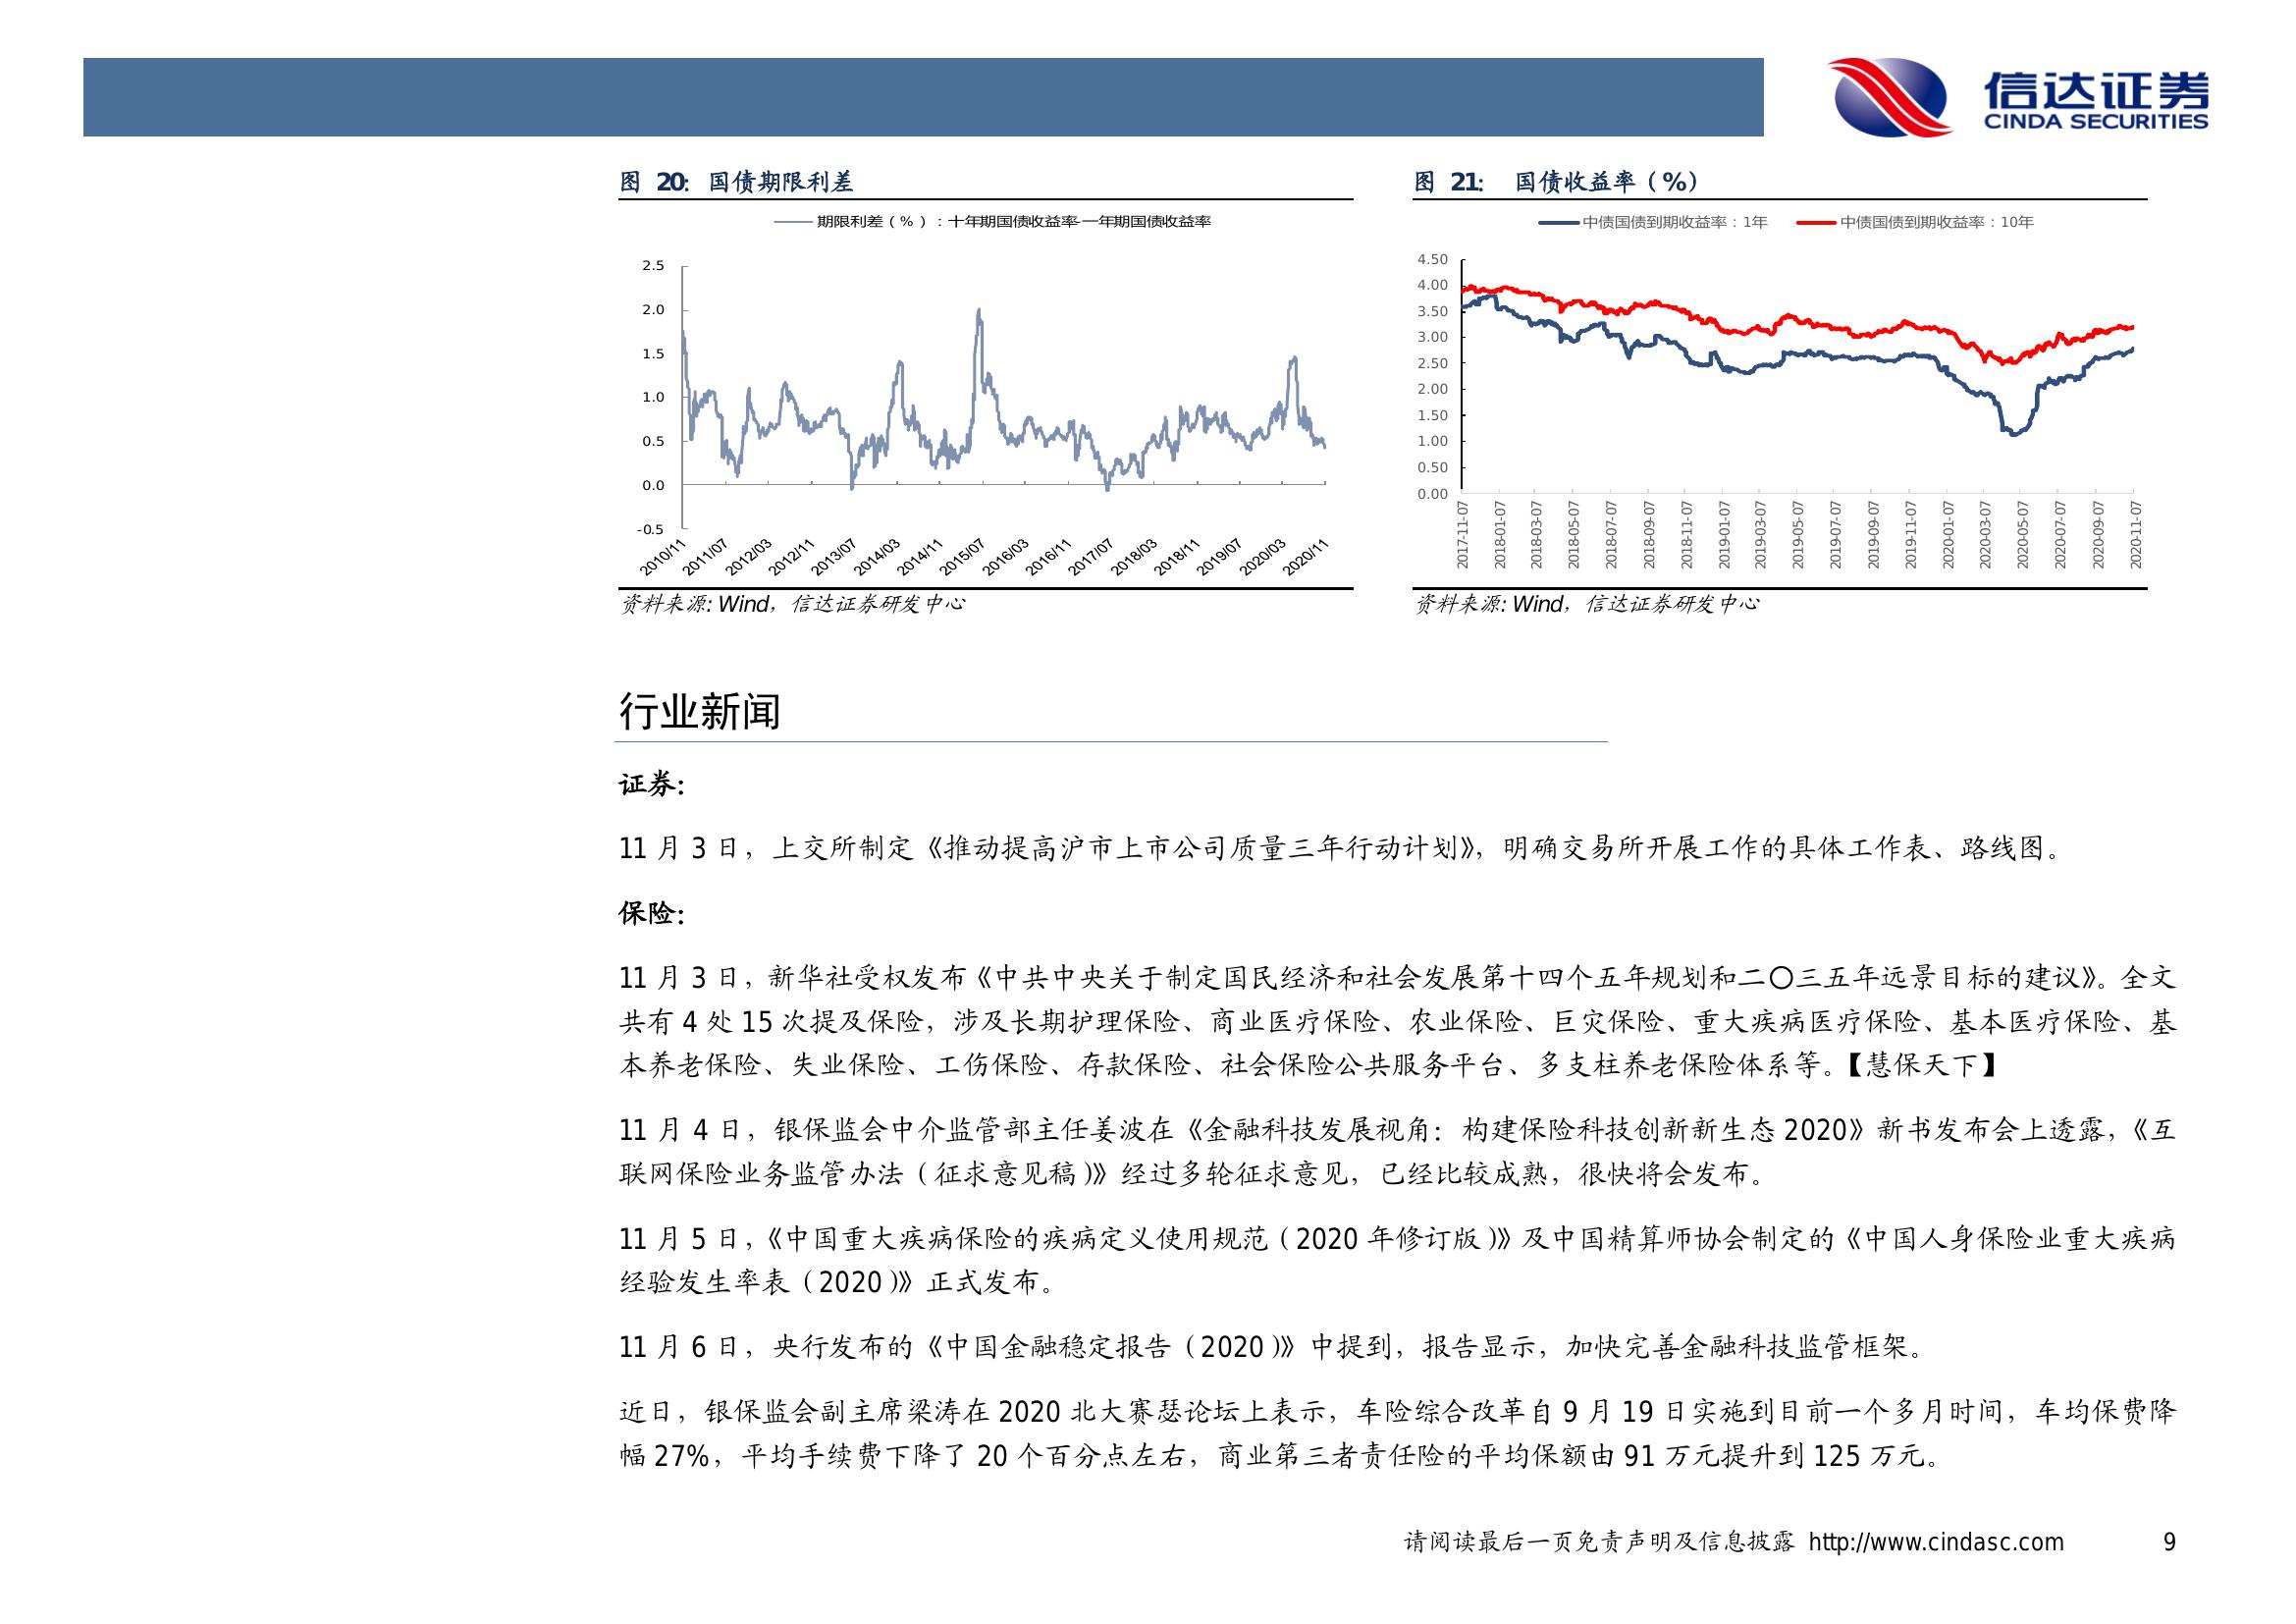 信达证券
CINDA SECURITIES
图 20: 国债期限利差
期限利差（%）：十年期国债收益率-一年期国债收益率
2.5
2.0
1.5
1.0
0.5
0.0
-0.5
2010/11
2011/07
2012/03
2012/11
2013/07
2014/03
2014/11
2015/07
2016/03
2016/11
2017/07
2018/03
2018/11
2019/07
2020/03
2020/11
资料来源: Wind，信达证券研发中心
图 21: 国债收益率（%）
中债国债到期收益率：1年
中债国债到期收益率：10年
4.50
4.00
3.50
3.00
2.50
2.00
1.50
1.00
0.50
0.00
2017-11-07
2018-01-07
2018-03-07
2018-05-07
2018-07-07
2018-09-07
2018-11-07
2019-01-07
2019-03-07
2019-05-07
2019-07-07
2019-09-07
2019-11-07
2020-01-07
2020-03-07
2020-05-07
2020-07-07
2020-09-07
2020-11-07
资料来源: Wind，信达证券研发中心
行业新闻
证券：
11 月 3 日，上交所制定《推动提高沪市上市公司质量三年行动计划》，明确交易所开展工作的具体工作表、路线图。
保险：
11 月 3 日，新华社受权发布《中共中央关于制定国民经济和社会发展第十四个五年规划和二〇三五年远景目标的建议》。全文
共有 4 处 15 次提及保险，涉及长期护理保险、商业医疗保险、农业保险、巨灾保险、重大疾病医疗保险、基本医疗保险、基
本养老保险、失业保险、工伤保险、存款保险、社会保险公共服务平台、多支柱养老保险体系等。【慧保天下】
11 月 4 日，银保监会中介监管部主任姜波在《金融科技发展视角：构建保险科技创新新生态 2020》新书发布会上透露，《互
联网保险业务监管办法（征求意见稿）》经过多轮征求意见，已经比较成熟，很快将会发布。
11 月 5 日，《中国重大疾病保险的疾病定义使用规范（2020 年修订版）》及中国精算师协会制定的《中国人身保险业重大疾病
经验发生率表（2020）》正式发布。
11 月 6 日，央行发布的《中国金融稳定报告（2020）》中提到，报告显示，加快完善金融科技监管框架。
近日，银保监会副主席梁涛在 2020 北大赛瑟论坛上表示，车险综合改革自 9 月 19 日实施到目前一个多月时间，车均保费降
幅 27%，平均手续费下降了 20 个百分点左右，商业第三者责任险的平均保额由 91 万元提升到 125 万元。
请阅读最后一页免责声明及信息披露 http://www.cindasc.com 9